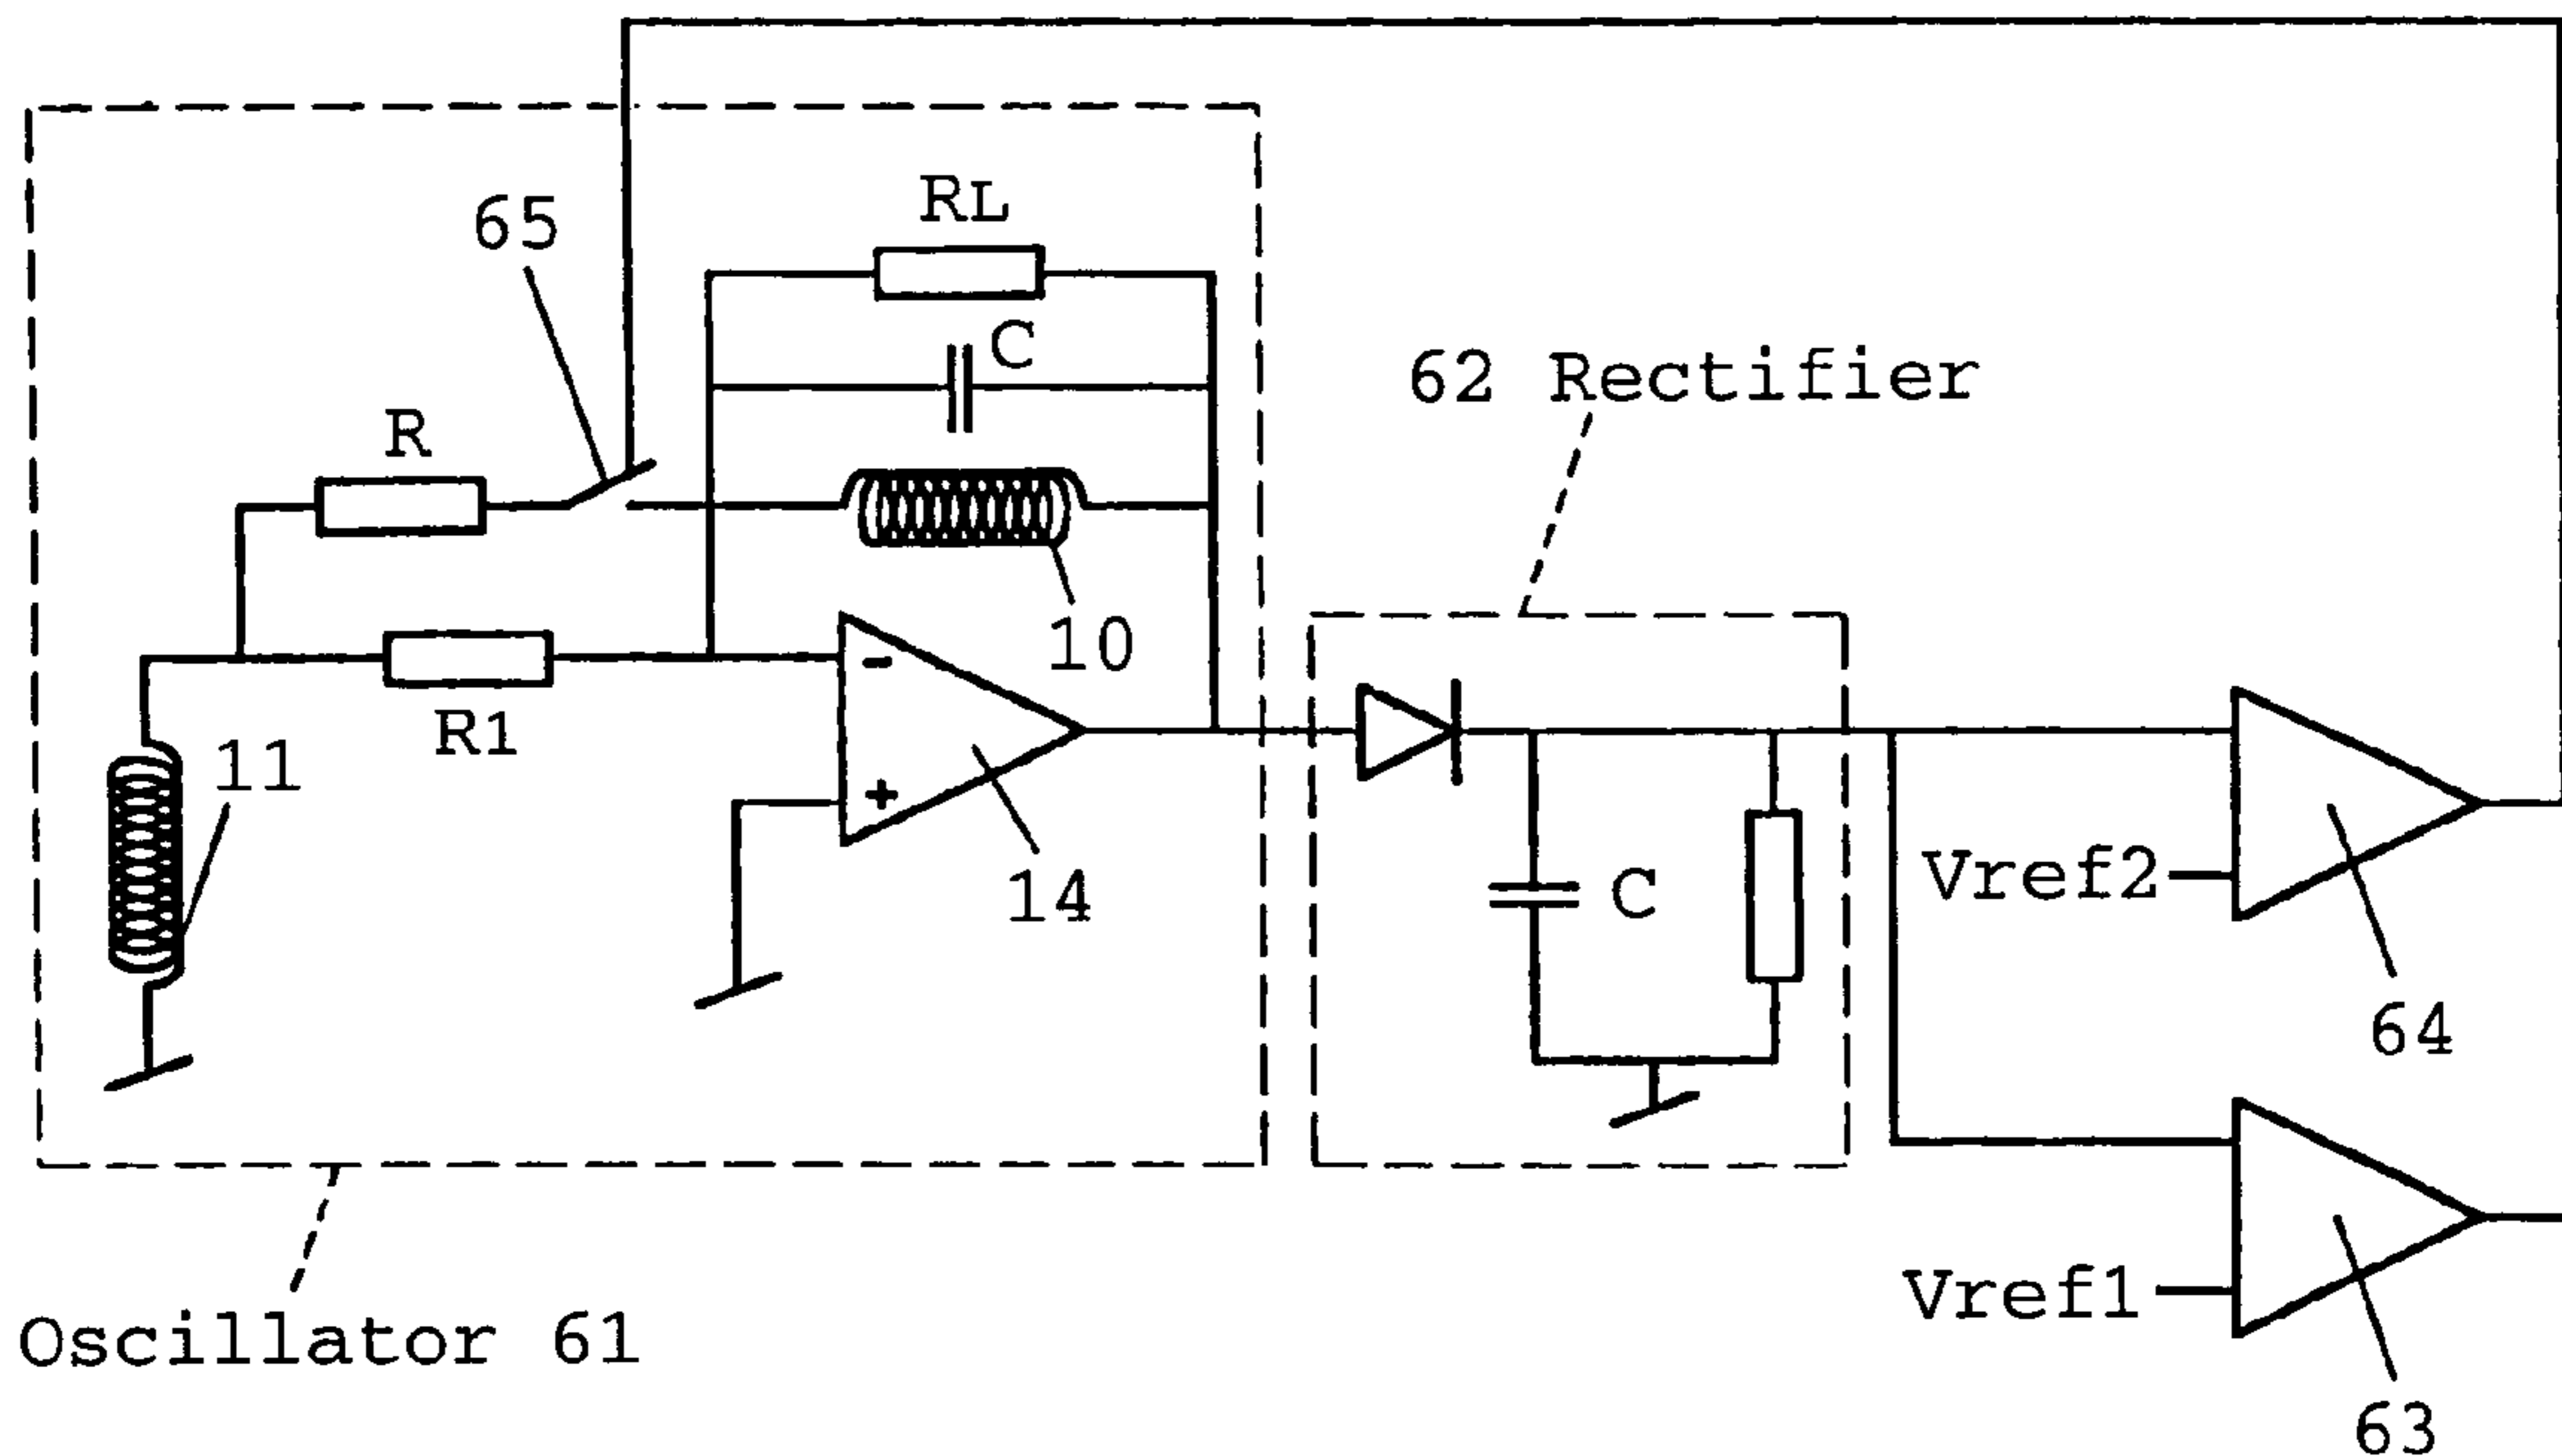 RL
65
C
62 Rectifier
R
10
R1
11
-
+
14
C
Vref2
64
Vref1
Oscillator 61
63